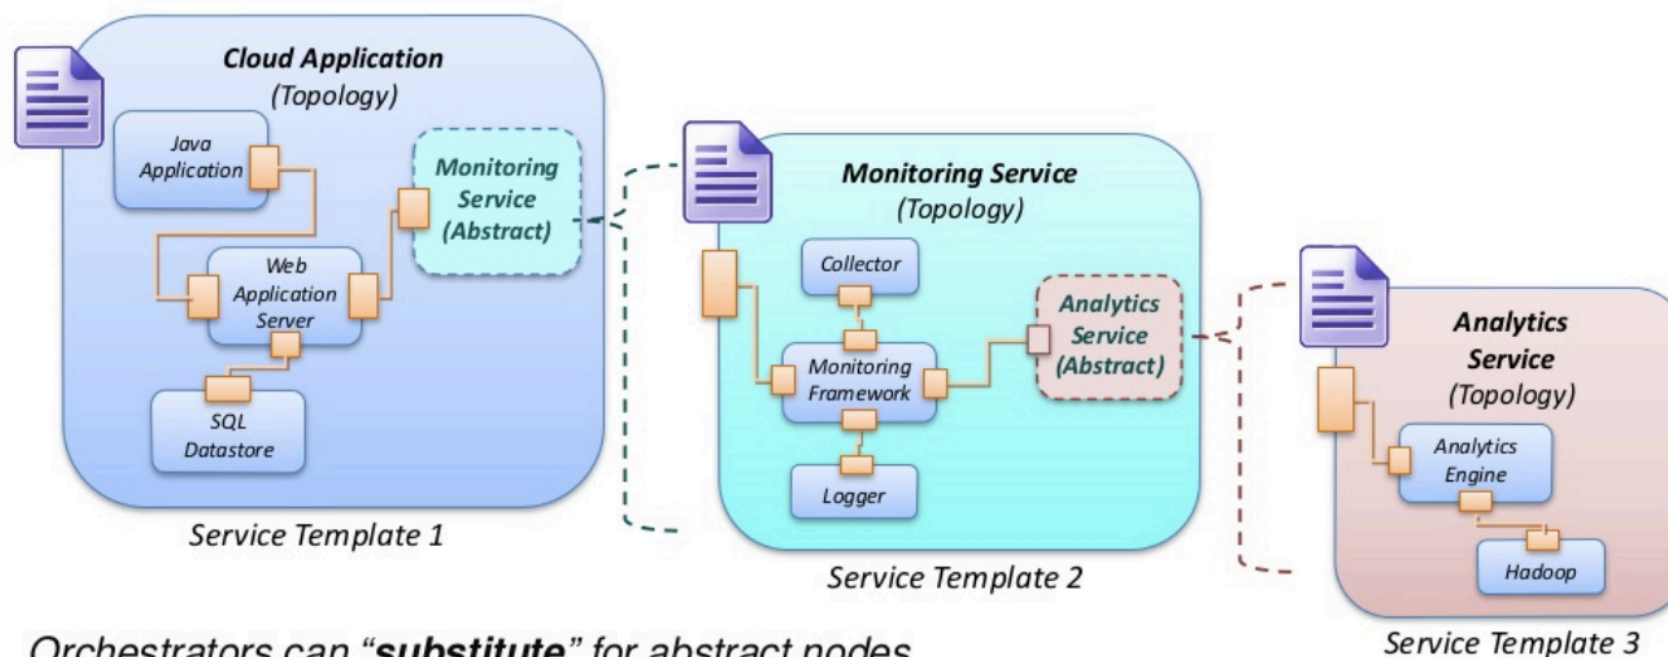 Cloud Application
(Topology)
Java
Application
Monitoring
Service
(Abstract)
Web
Application
Server
SQL
Datastore
Service Template 1
Monitoring Service
(Topology)
Collector
Monitoring
Framework
Logger
Analytics
Service
(Abstract)
Service Template 2
Analytics
Service
(Topology)
Analytics
Engine
Hadoop
Service Template 3
Orchestrators can “substitute” for abstract nodes